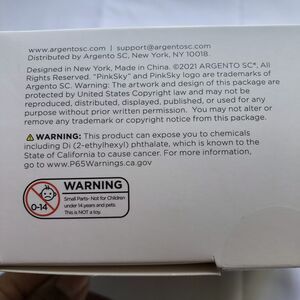 www.argentosc.com | support@argentosc.com
Distributed by Argento SC, New York, NY 10018.
Designed in New York, Made in China. ©2021 ARGENTO SC®, All
Rights Reserved. "PinkSky" and PinkSky logo are trademarks of
Argento SC. Warning: The artwork and design of this package are
protected by United States Copyright law and may not be
reproduced, distributed, displayed, published, or used for any
purpose without prior written permission. You may not alter or
remove any trademark or copyright notice from this work.
WARNING: This product can expose you to chemicals
including Di (2-ethylhexyl) phthalate, which is known to the
State of California to cause cancer. For more information,
go to www.P65Warnings.ca.gov
0-14
WARNING
Small Parts- Not for Children
under 14 years and pets.
This is NOT a toy.